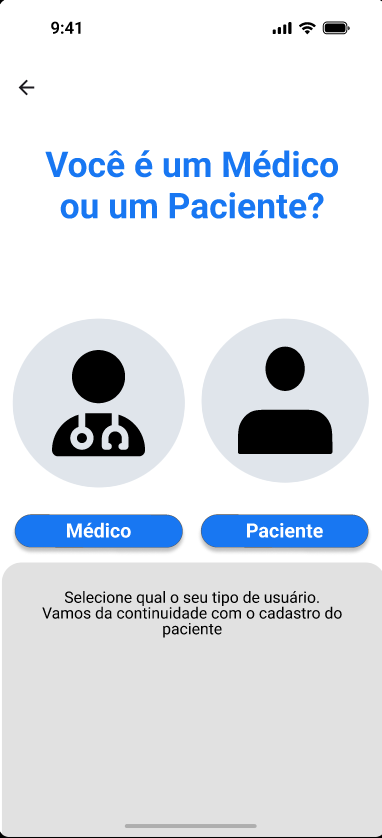 9:41
Você é um Médico
ou um Paciente?
Médico
Paciente
Selecione qual o seu tipo de usuário.
Vamos da continuidade com o cadastro do
paciente